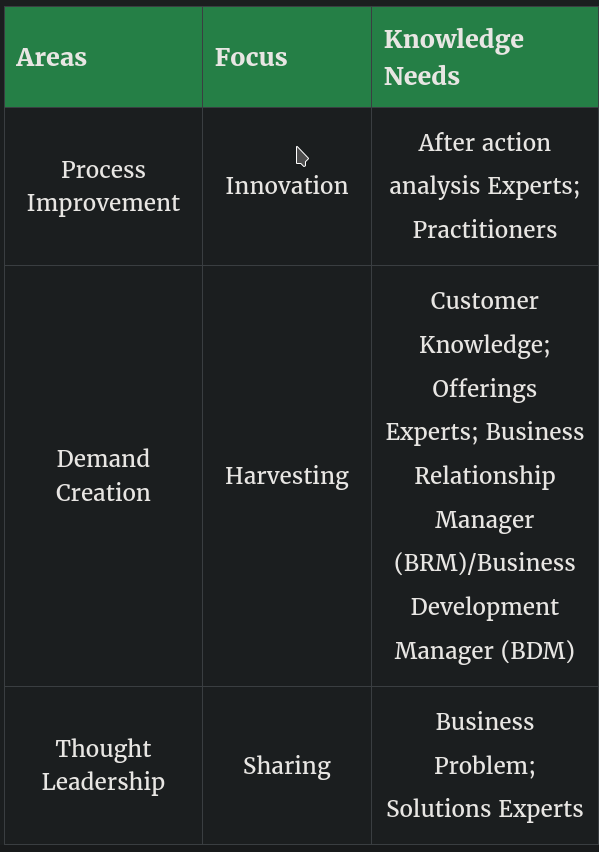 Areas
Focus
Knowledge
Needs
Process
Improvement
Innovation
After action
analysis Experts;
Practitioners
Demand
Creation
Harvesting
Customer
Knowledge;
Offerings
Experts; Business
Relationship
Manager
(BRM)/Business
Development
Manager (BDM)
Thought
Leadership
Sharing
Business
Problem;
Solutions Experts